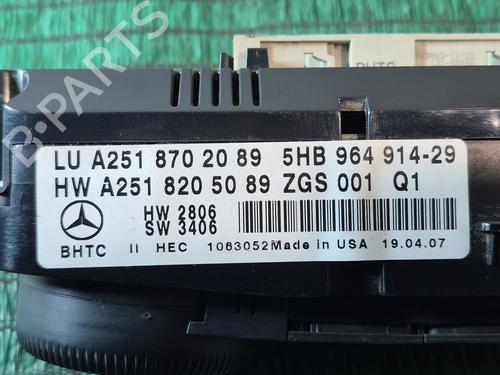 B-PARTS
BHTC
LU A251 870 20 89 5HB 964 914-29
HW A251 820 50 89 ZGS 001 Q1
HW 2806
SW 3406
BHTC II HEC 1063052 Made in USA 19.04.07